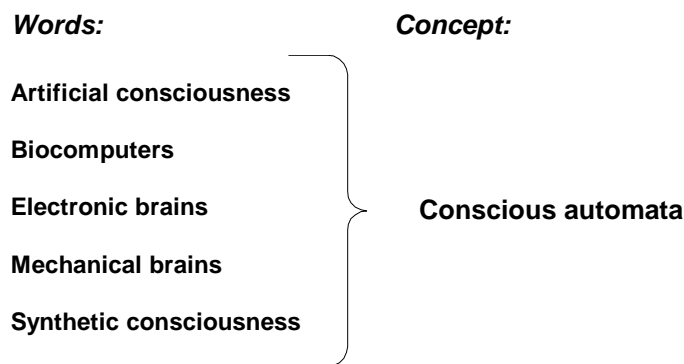 Words: Concept:
Artificial consciousness
Biocomputers
Electronic brains
Conscious automata
Mechanical brains
Synthetic consciousness